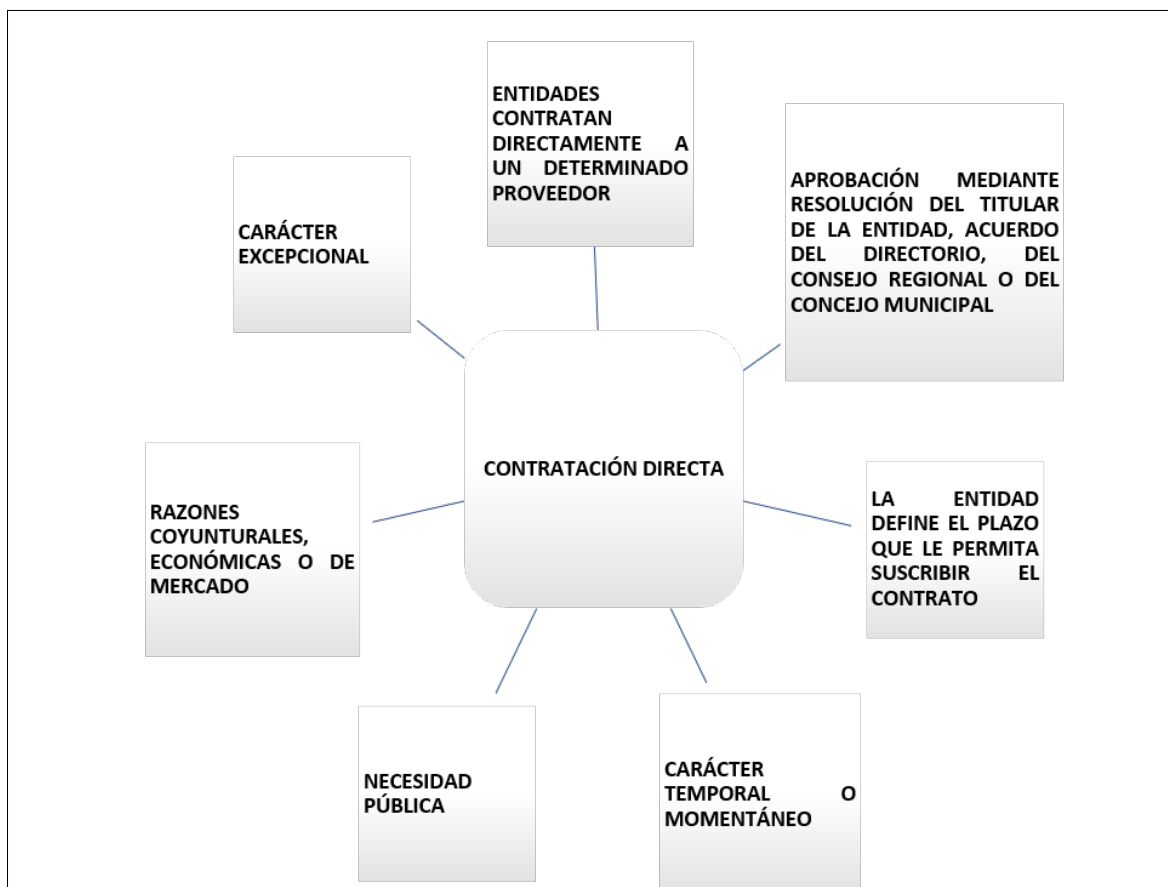 ENTIDADES
CONTRATAN
DIRECTAMENTE A
UN DETERMINADO
PROVEEDOR
APROBACIÓN MEDIANTE
RESOLUCIÓN DEL TITULAR
DE LA ENTIDAD, ACUERDO
DEL DIRECTORIO, DEL
CONSEJO REGIONAL O DEL
CONCEJO MUNICIPAL
CARÁCTER
EXCEPCIONAL
CONTRATACIÓN DIRECTA
LA ENTIDAD
DEFINE EL PLAZO
QUE LE PERMITA
SUSCRIBIR EL
CONTRATO
RAZONES
COYUNTURALES,
ECONÓMICAS O DE
MERCADO
NECESIDAD
PÚBLICA
CARÁCTER
TEMPORAL O
MOMENTÁNEO